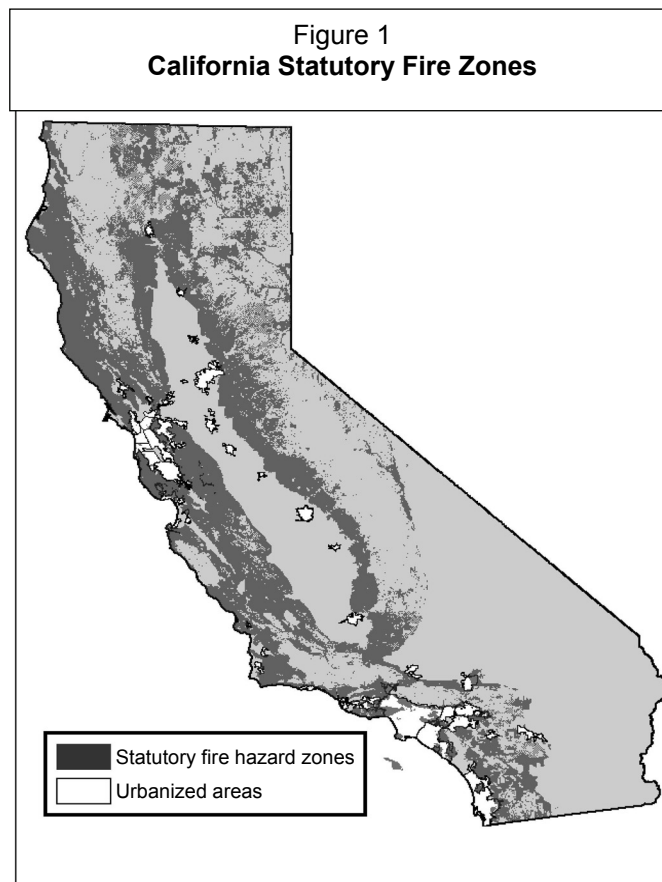 Figure 1
California Statutory Fire Zones
Statutory fire hazard zones
Urbanized areas